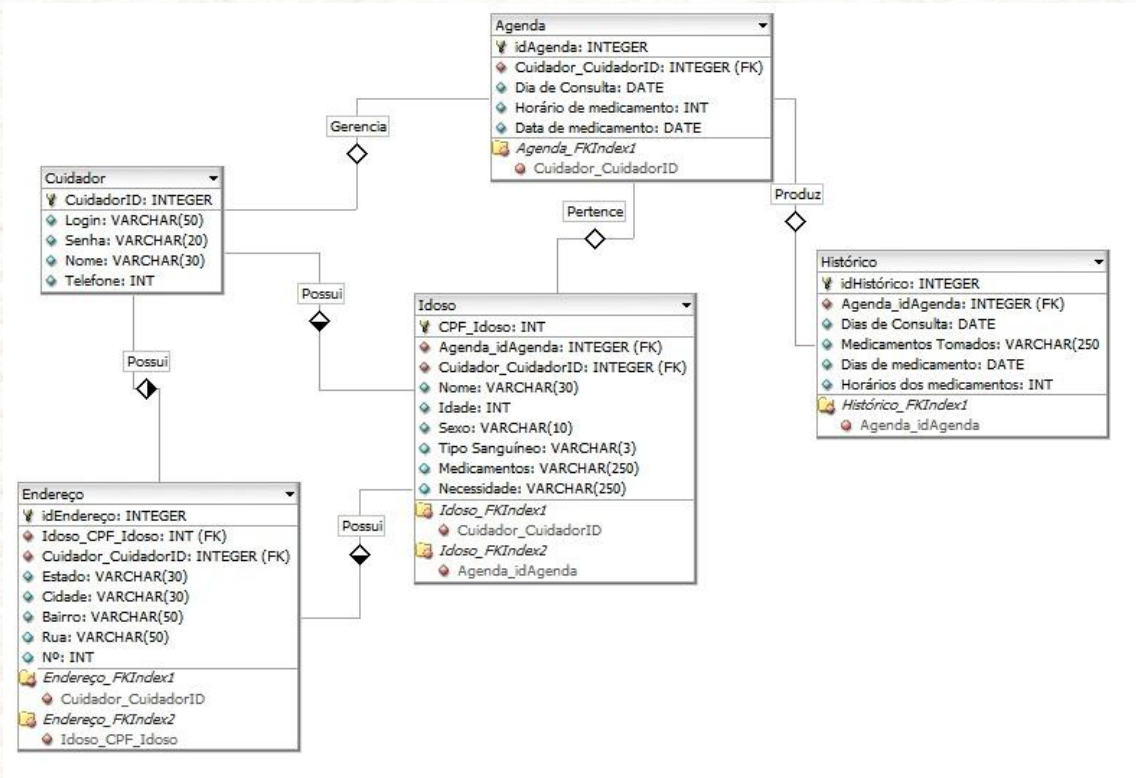 Agenda
idAgenda: INTEGER
Cuidador_CuidadorID: INTEGER (FK)
Dia de Consulta: DATE
Horário de medicamento: INT
Data de medicamento: DATE
Agenda_FKIndex1
Cuidador_CuidadorID
Gerencia
Cuidador
CuidadorID: INTEGER
Login: VARCHAR(50)
Senha: VARCHAR(20)
Nome: VARCHAR(30)
Telefone: INT
Pertence
Produz
Histórico
idHistórico: INTEGER
Agenda_idAgenda: INTEGER (FK)
Dias de Consulta: DATE
Medicamentos Tomados: VARCHAR(250
Dias de medicamento: DATE
Horários dos medicamentos: INT
Histórico_FKIndex1
Agenda_idAgenda
Possui
Idoso
CPF_Idoso: INT
Agenda_idAgenda: INTEGER (FK)
Cuidador_CuidadorID: INTEGER (FK)
Nome: VARCHAR(30)
Idade: INT
Sexo: VARCHAR(10)
Tipo Sanguíneo: VARCHAR(3)
Medicamentos: VARCHAR(250)
Necessidade: VARCHAR(250)
Idoso_FKIndex1
Cuidador_CuidadorID
Idoso_FKIndex2
Agenda_idAgenda
Possui
Endereço
idEndereço: INTEGER
Idoso_CPF_Idoso: INT (FK)
Cuidador_CuidadorID: INTEGER (FK)
Estado: VARCHAR(30)
Cidade: VARCHAR(30)
Bairro: VARCHAR(50)
Rua: VARCHAR(50)
Nº: INT
Endereço_FKIndex1
Cuidador_CuidadorID
Endereço_FKIndex2
Idoso_CPF_Idoso
Possui